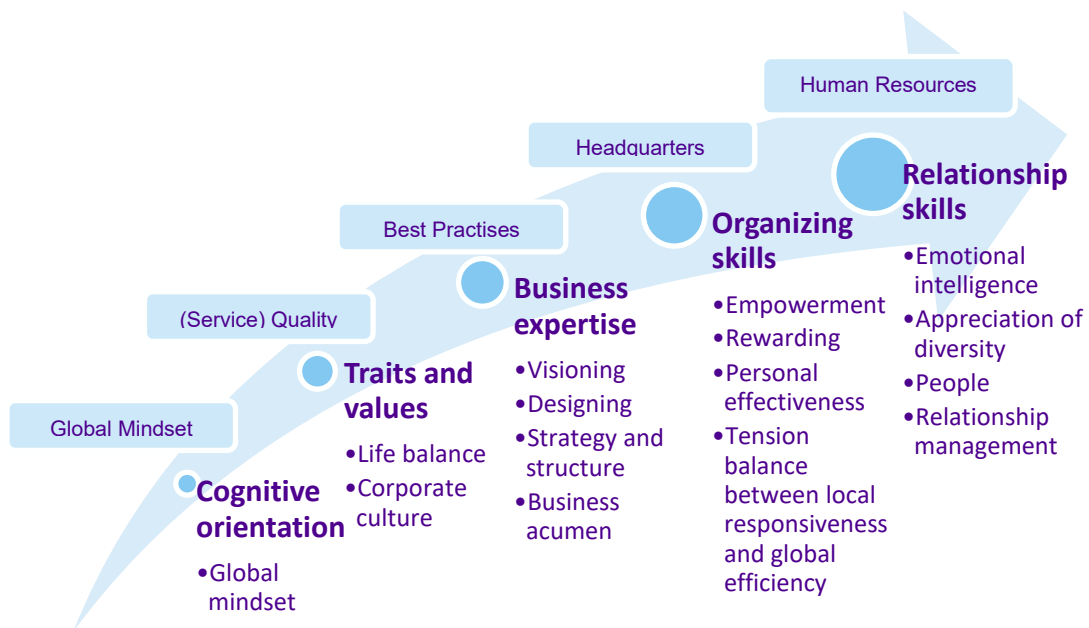 Global Mindset
Cognitive
orientation
•Global
mindset
(Service) Quality
Traits and
values
•Life balance
•Corporate
culture
Best Practises
Business
expertise
•Visioning
•Designing
•Strategy and
structure
•Business
acumen
Headquarters
Organizing
skills
•Empowerment
•Rewarding
•Personal
effectiveness
•Tension
balance
between local
responsiveness
and global
efficiency
Human Resources
Relationship
skills
•Emotional
intelligence
•Appreciation of
diversity
•People
•Relationship
management